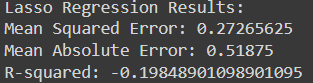 Lasso Regression Results:
Mean Squared Error: 0.27265625
Mean Absolute Error: 0.51875
R-squared: -0.19848901098901095